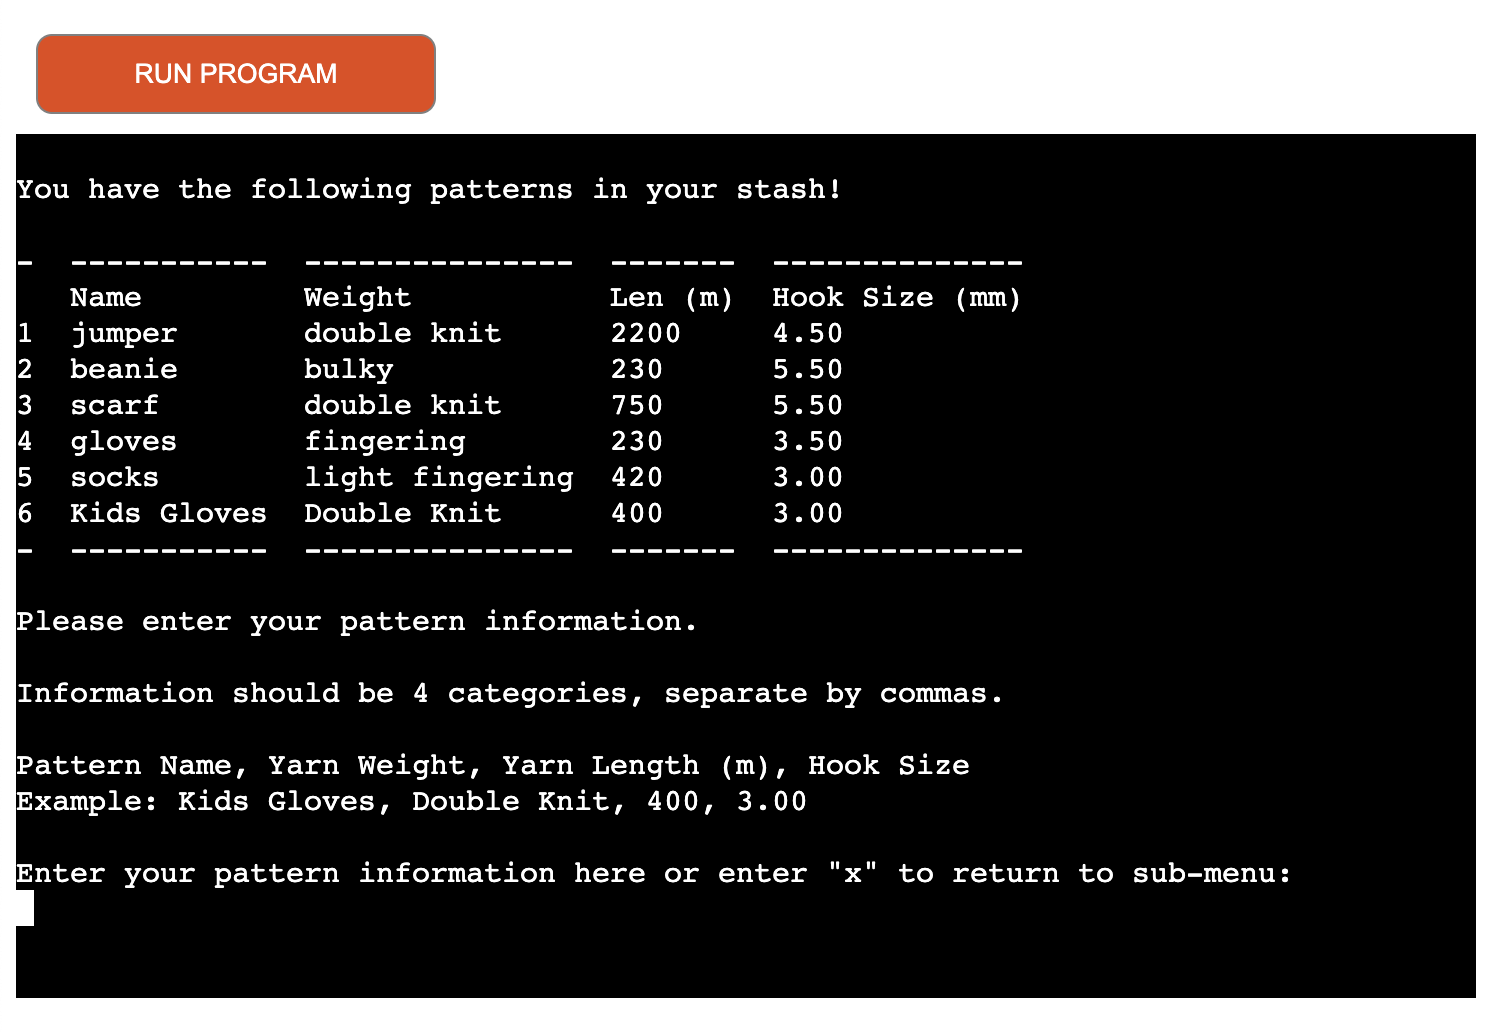 RUN PROGRAM
You have the following patterns in your stash!
-  -----------  ---------------  -------  --------------
   Name         Weight           Len (m)  Hook Size (mm)
1  jumper       double knit      2200     4.50
2  beanie       bulky            230      5.50
3  scarf        double knit      750      5.50
4  gloves       fingering        230      3.50
5  socks        light fingering  420      3.00
6  Kids Gloves  Double Knit      400      3.00
-  -----------  ---------------  -------  --------------
Please enter your pattern information.
Information should be 4 categories, separate by commas.
Pattern Name, Yarn Weight, Yarn Length (m), Hook Size
Example: Kids Gloves, Double Knit, 400, 3.00
Enter your pattern information here or enter "x" to return to sub-menu: